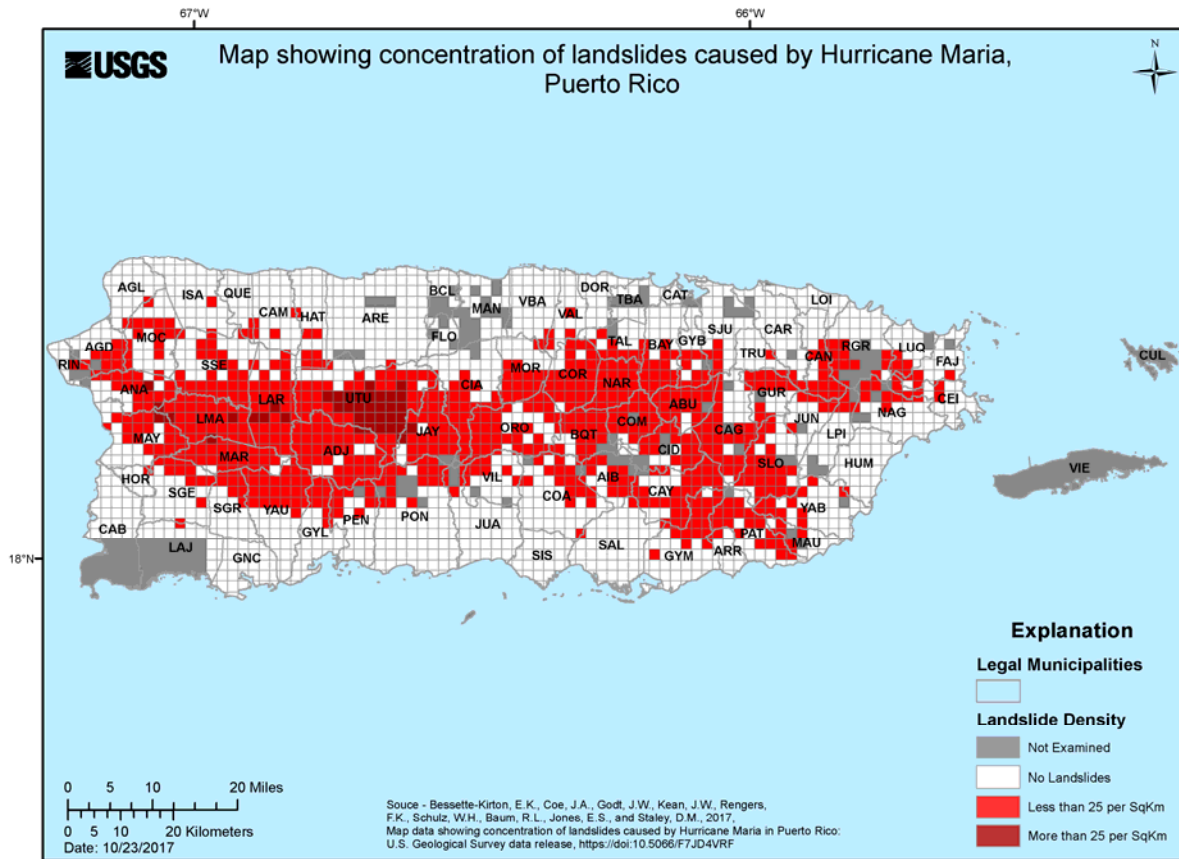 67°W
66°W
USGS
Map showing concentration of landslides caused by Hurricane Maria,
Puerto Rico
N
AGL
ISA
QUE
CAM
HAT
ARE
BCL
MAN
VBA
DOR
TBA
CAT
LOI
FLO
VAL
SJU
CAR
AGD
MOC
TAL
BAY
GYB
TRU
CAN
RGR
LUQ
FAJ
CUL
RIN
SSE
MOR
COR
NAR
GUR
CEI
ANA
LAR
UTU
CIA
ABU
JUN
NAG
LMA
JAY
ORO
BQT
COM
CAG
LPI
MAY
MAR
ADJ
CID
SLO
HUM
VIE
HOR
SGE
VIL
AIB
CAY
SGR
YAU
PEN
PON
COA
YAB
CAB
GYL
JUA
SAL
PAT
MAU
18°N
LAJ
GNC
SIS
GYM
ARR
Explanation
Legal Municipalities
Landslide Density
Not Examined
No Landslides
Less than 25 per SqKm
More than 25 per SqKm
0 5 10 20 Miles
0 5 10 20 Kilometers
Date: 10/23/2017
Souce - Bessette-Kirton, E.K., Coe, J.A., Godt, J.W., Kean, J.W., Rengers,
F.K., Schulz, W.H., Baum, R.L., Jones, E.S., and Staley, D.M., 2017,
Map data showing concentration of landslides caused by Hurricane Maria in Puerto Rico:
U.S. Geological Survey data release, https://doi:10.5066/F7JD4VRF